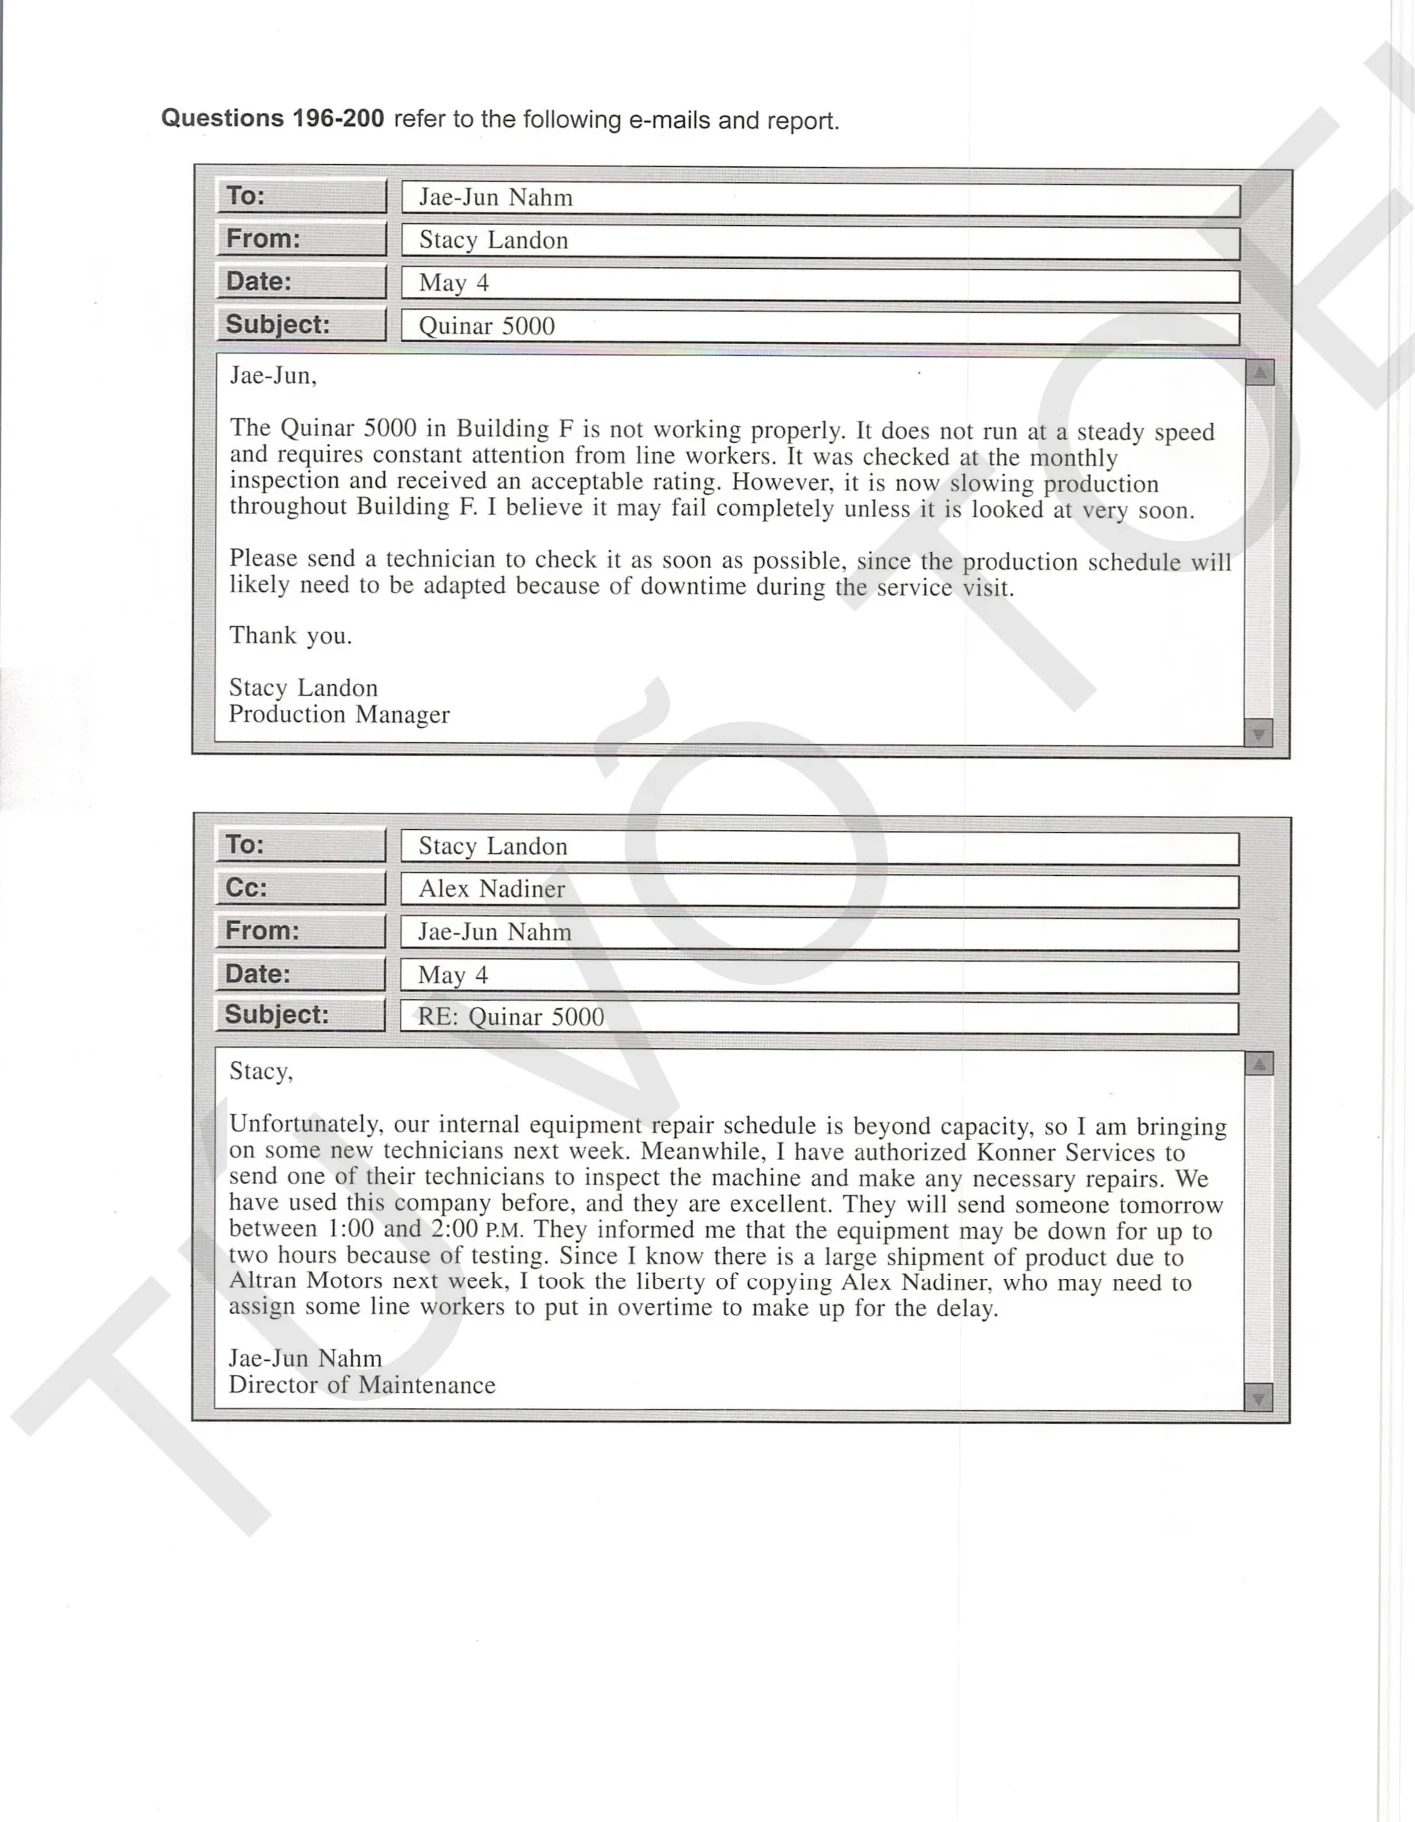 Questions 196-200 refer to the following e-mails and report.
To: Jae-Jun Nahm
From: Stacy Landon
Date: May 4
Subject: Quinar 5000
Jae-Jun,
The Quinar 5000 in Building F is not working properly. It does not run at a steady speed
and requires constant attention from line workers. It was checked at the monthly
inspection and received an acceptable rating. However, it is now slowing production
throughout Building F. I believe it may fail completely unless it is looked at very soon.
Please send a technician to check it as soon as possible, since the production schedule will
likely need to be adapted because of downtime during the service visit.
Thank you.
Stacy Landon
Production Manager
To: Stacy Landon
Cc: Alex Nadiner
From: Jae-Jun Nahm
Date: May 4
Subject: RE: Quinar 5000
Stacy,
Unfortunately, our internal equipment repair schedule is beyond capacity, so I am bringing
on some new technicians next week. Meanwhile, I have authorized Konner Services to
send one of their technicians to inspect the machine and make any necessary repairs. We
have used this company before, and they are excellent. They will send someone tomorrow
between 1:00 and 2:00 P.M. They informed me that the equipment may be down for up to
two hours because of testing. Since I know there is a large shipment of product due to
Altran Motors next week, I took the liberty of copying Alex Nadiner, who may need to
assign some line workers to put in overtime to make up for the delay.
Jae-Jun Nahm
Director of Maintenance
TÚ VÕ TOE